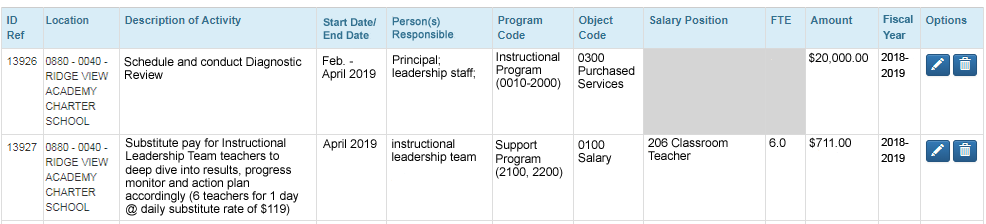 ID Ref
Location
Description of Activity
Start Date/
End Date
Person(s)
Responsible
Program
Code
Object
Code
Salary Position
FTE
Amount
Fiscal
Year
Options
13926
0880 - 0040 -
RIDGE VIEW
ACADEMY
CHARTER
SCHOOL
Schedule and conduct Diagnostic
Review
Feb. -
April 2019
Principal;
leadership staff;
Instructional
Program
(0010-2000)
0300
Purchased
Services
$20,000.00
2018-
2019
13927
0880 - 0040 -
RIDGE VIEW
ACADEMY
CHARTER
SCHOOL
Substitute pay for Instructional
Leadership Team teachers to
deep dive into results, progress
monitor and action plan
accordingly (6 teachers for 1 day
@ daily substitute rate of $119)
April 2019
instructional
leadership team
Support
Program
(2100, 2200)
0100
Salary
206 Classroom
Teacher
6.0
$711.00
2018-
2019